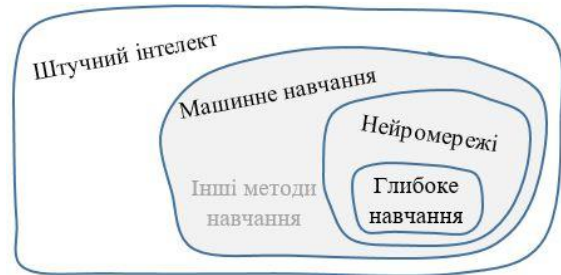 Штучний інтелект
Машинне навчання
Нейромережі
Інші методи
навчання
Глибоке
навчання